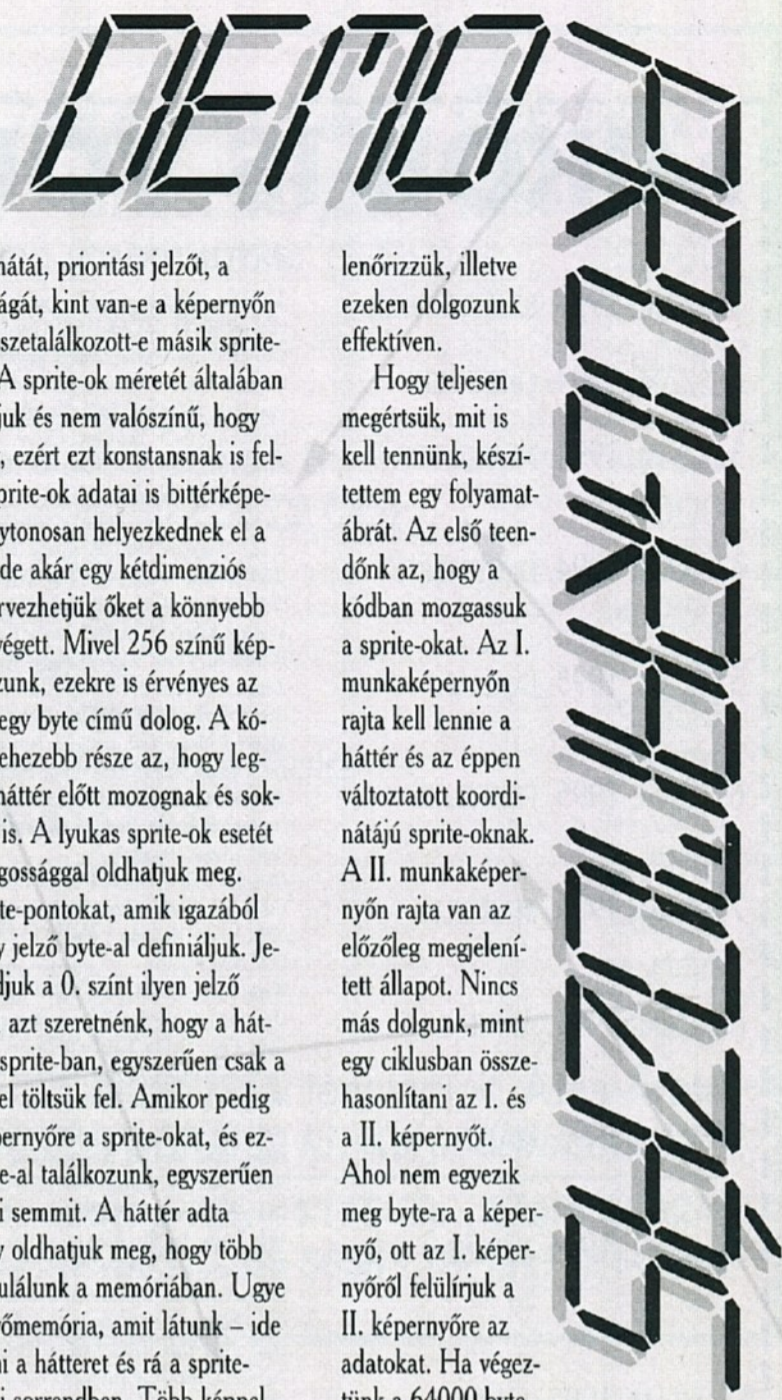 DEMO
nátát, prioritási jelzőt, a
ágát, kint van-e a képernyőn
szetalálkozott-e másik sprite-
A sprite-ok méretét általában
juk és nem valószínű, hogy
, ezért ezt konstansnak is fel-
prite-ok adatai is bittérképe-
ytonosan helyezkednek el a
de akár egy kétdimenziós
rvezhetjük őket a könnyebb
végett. Mivel 256 színű kép-
zunk, ezekre is érvényes az
egy byte című dolog. A kó-
ehezebb része az, hogy leg-
háttér előtt mozognak és sok-
is. A lyukas sprite-ok esetét
gossággal oldhatjuk meg.
te-pontokat, amik igazából
y jelző byte-al definiáljuk. Je-
djuk a 0. színt ilyen jelző
azt szeretnénk, hogy a hát-
sprite-ban, egyszerűen csak a
el töltsük fel. Amikor pedig
pernyőre a sprite-okat, és ez-
e-al találkozunk, egyszerűen
i semmit. A háttér adta
y oldhatjuk meg, hogy több
ulálunk a memóriában. Ugye
őmemória, amit látunk – ide
ni a hátteret és rá a sprite-
i sorrendben. Több képpel
lenőrizzük, illetve
ezeken dolgozunk
effektíven.
Hogy teljesen
megértsük, mit is
kell tennünk, készí-
tettem egy folyamat-
ábrát. Az első teen-
dőnk az, hogy a
kódban mozgassuk
a sprite-okat. Az I.
munkaképernyőn
rajta kell lennie a
háttér és az éppen
változtatott koordi-
nátájú sprite-oknak.
A II. munkaképer-
nyőn rajta van az
előzőleg megjelení-
tett állapot. Nincs
más dolgunk, mint
egy ciklusban össze-
hasonlítani az I. és
a II. képernyőt.
Ahol nem egyezik
meg byte-ra a képer-
nyő, ott az I. képer-
nyőről felülírjuk a
II. képernyőre az
adatokat. Ha végez-
tünk a 64000 byte